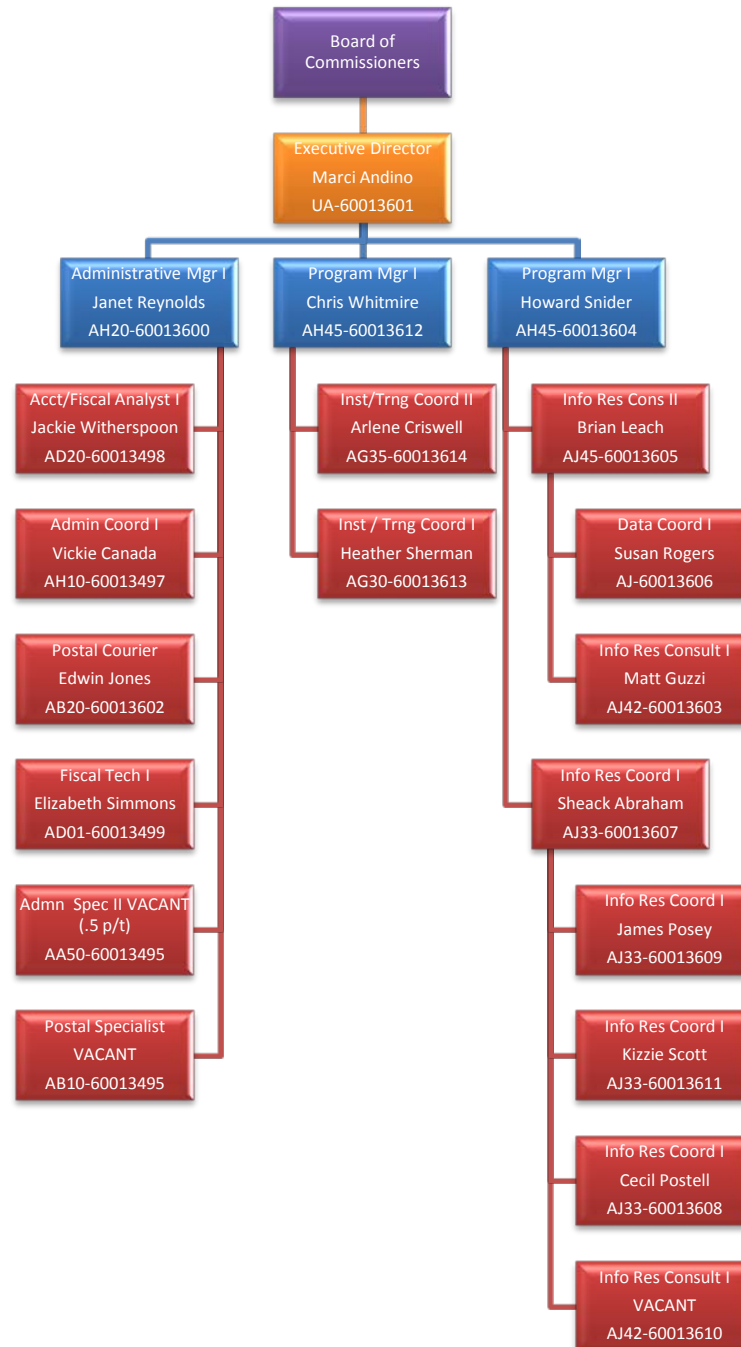 Board of
Commissioners
Executive Director
Marci Andino
UA-60013601
Administrative Mgr I
Janet Reynolds
AH20-60013600
Program Mgr I
Chris Whitmire
AH45-60013612
Program Mgr I
Howard Snider
AH45-60013604
Acct/Fiscal Analyst I
Jackie Witherspoon
AD20-60013498
Admin Coord I
Vickie Canada
AH10-60013497
Postal Courier
Edwin Jones
AB20-60013602
Fiscal Tech I
Elizabeth Simmons
AD01-60013499
Admn  Spec II VACANT
(.5 p/t)
AA50-60013495
Postal Specialist
VACANT
AB10-60013495
Inst/Trng Coord II
Arlene Criswell
AG35-60013614
Inst / Trng Coord I
Heather Sherman
AG30-60013613
Info Res Cons II
Brian Leach
AJ45-60013605
Data Coord I
Susan Rogers
AJ-60013606
Info Res Consult I
Matt Guzzi
AJ42-60013603
Info Res Coord I
Sheack Abraham
AJ33-60013607
Info Res Coord I
James Posey
AJ33-60013609
Info Res Coord I
Kizzie Scott
AJ33-60013611
Info Res Coord I
Cecil Postell
AJ33-60013608
Info Res Consult I
VACANT
AJ42-60013610